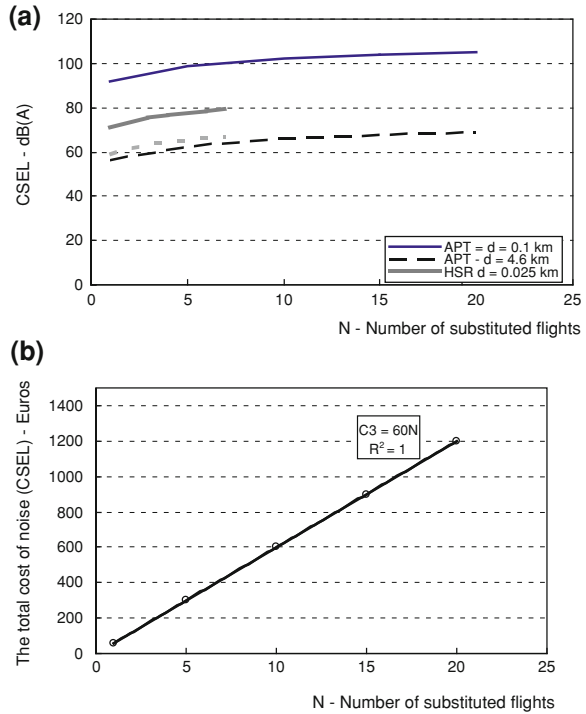 (a)
120
100
80
60
40
20
0
CSEL - dB(A)
APT = d = 0.1 km
APT - d = 4.6 km
HSR d = 0.025 km
0 5 10 15 20 25
N - Number of substituted flights
(b)
The total cost of noise (CSEL) - Euros
1400
1200
1000
800
600
400
200
0
C3 = 60N
R² = 1
0 5 10 15 20 25
N - Number of substituted flights